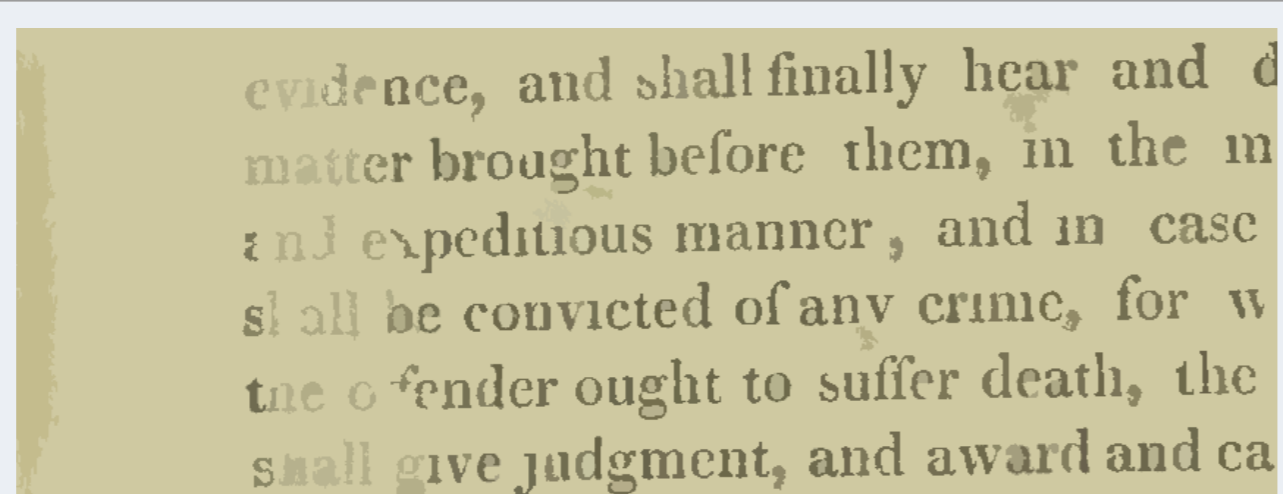 evidence, and shall finally hear and
matter brought before them, in the
and expeditious manner, and in case
shall be convicted of any crime, for
the offender ought to suffer death, the
shall give judgment, and award and